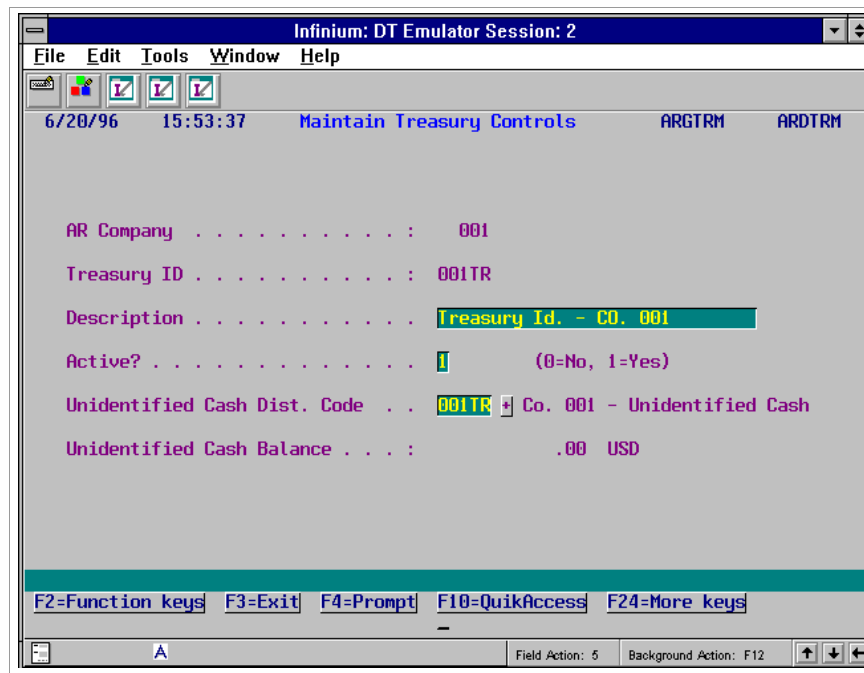 Infinium: DT Emulator Session: 2
File Edit Tools Window Help
6/20/96 15:53:37 Maintain Treasury Controls ARGTRM ARDTRM
AR Company . . . . . . . . . . . : 001
Treasury ID . . . . . . . . . . . : 001TR
Description . . . . . . . . . . . Treasury Id. - CO. 001
Active? . . . . . . . . . . . . . 1 (0=No, 1=Yes)
Unidentified Cash Dist. Code . . 001TR + Co. 001 - Unidentified Cash
Unidentified Cash Balance . . . : .00 USD
F2=Function keys F3=Exit F4=Prompt F10=QuikAccess F24=More keys
A Field Action: 5 Background Action: F12